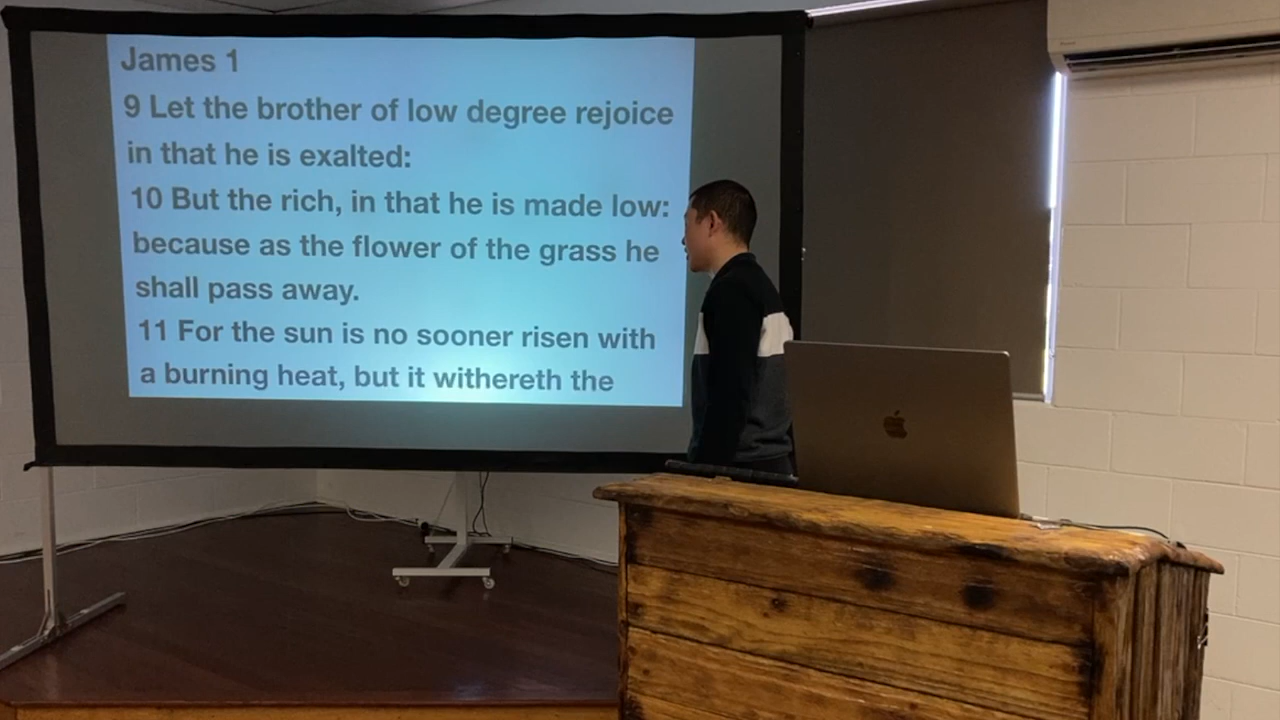 James 1
9 Let the brother of low degree rejoice
in that he is exalted:
10 But the rich, in that he is made low:
because as the flower of the grass he
shall pass away.
11 For the sun is no sooner risen with
a burning heat, but it withereth the